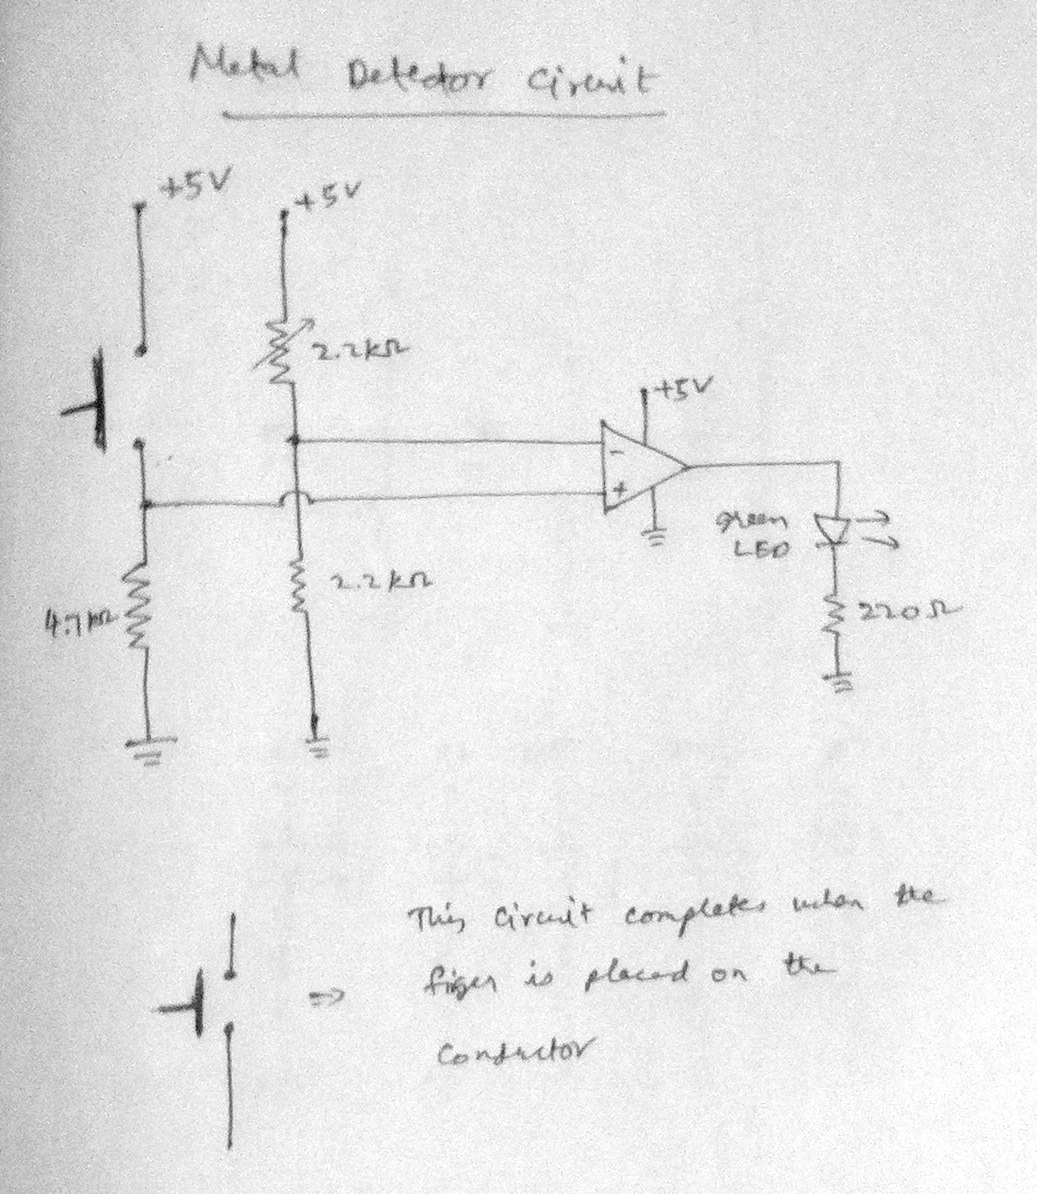 Metal Detector Circuit
+5V
+5V
2.2kΩ
+5V
-
+
green
LED
2.2kΩ
4.7kΩ
220Ω
This circuit completes when the
⇒ figer is placed on the
conductor